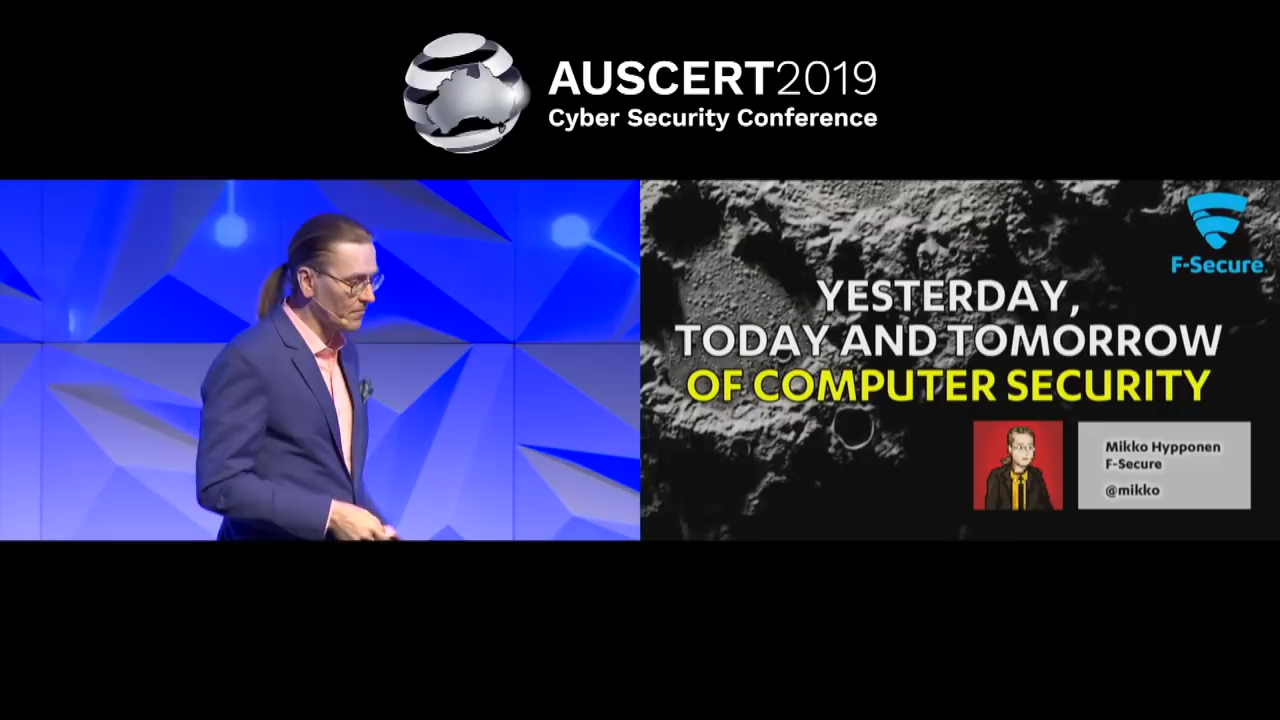 AUSCERT2019
Cyber Security Conference
F-Secure
YESTERDAY,
TODAY AND TOMORROW
OF COMPUTER SECURITY
Mikko Hypponen
F-Secure
@mikko